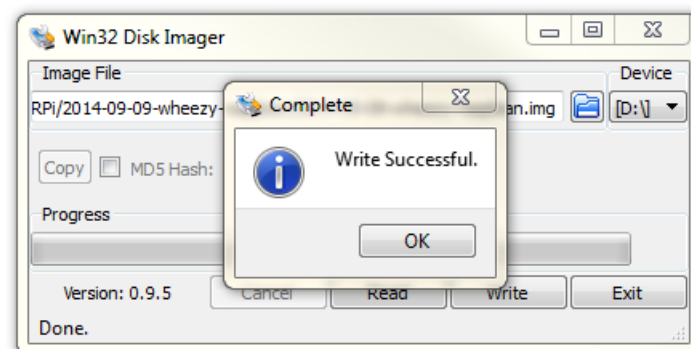 Win32 Disk Imager
Image File
Device
RPi/2014-09-09-wheezy-
an.img
[D:\]
Complete
Write Successful.
OK
Copy
MD5 Hash:
Progress
Version: 0.9.5
Cancel
Read
Write
Exit
Done.